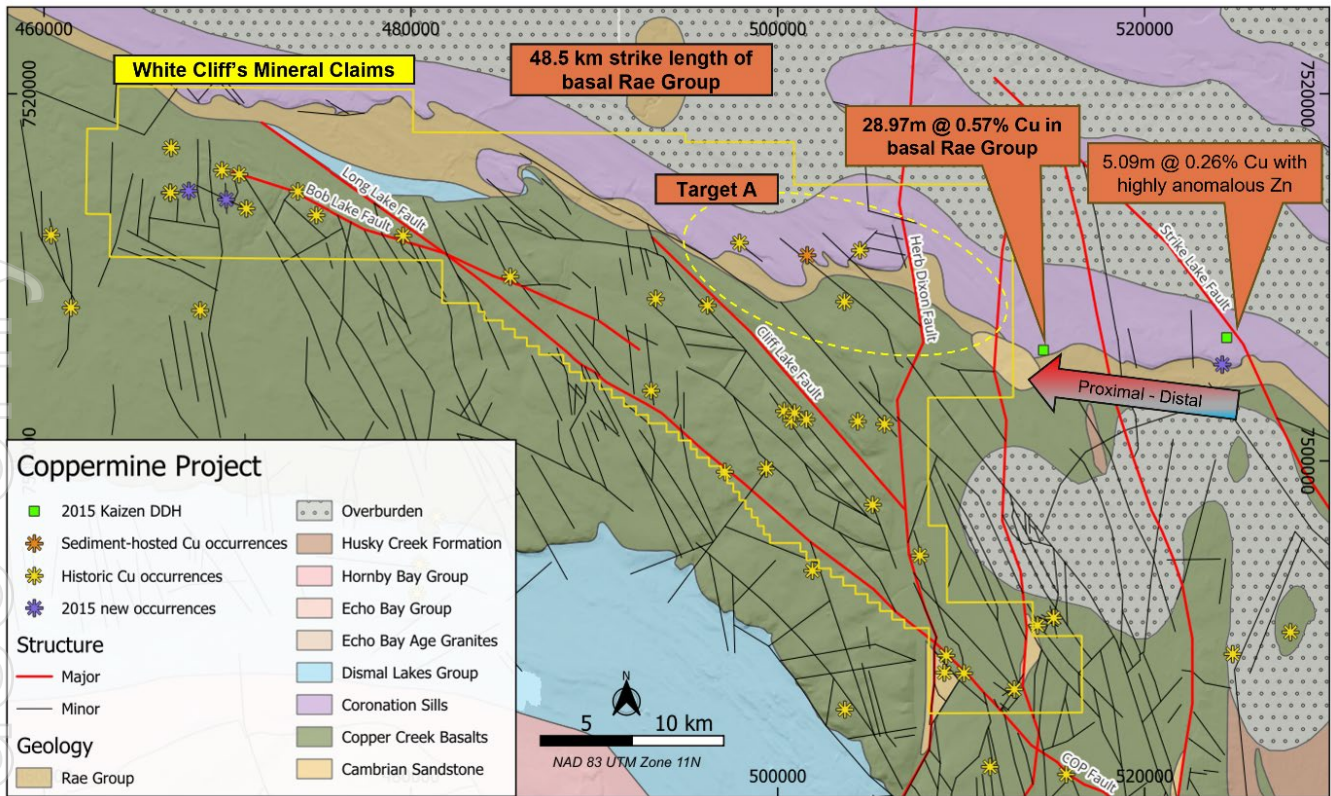 460000
480000
500000
520000
White Cliff's Mineral Claims
48.5 km strike length of
basal Rae Group
7520000
7520000
28.97m @ 0.57% Cu in
basal Rae Group
5.09m @ 0.26% Cu with
highly anomalous Zn
Target A
Long Lake Fault
Bob Lake Fault
Herb Dixon Fault
Strike Lake Fault
Cliff Lake Fault
Proximal - Distal
7500000
Coppermine Project
2015 Kaizen DDH
Sediment-hosted Cu occurrences
Historic Cu occurrences
2015 new occurrences
Structure
Major
Minor
Geology
Rae Group
Overburden
Husky Creek Formation
Hornby Bay Group
Echo Bay Group
Echo Bay Age Granites
Dismal Lakes Group
Coronation Sills
Copper Creek Basalts
Cambrian Sandstone
N
5 10 km
NAD 83 UTM Zone 11N
COP Fault
500000
520000